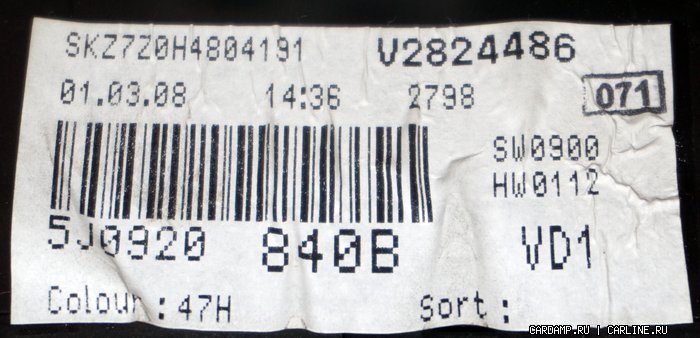 SKZ7Z0H4804191 V2824486
01.03.08 14:36 2798 071
SW0900
HW0112
5J0920 840B VD1
Colour: 47H Sort:
GARDAMP.RU | CARLINE.RU